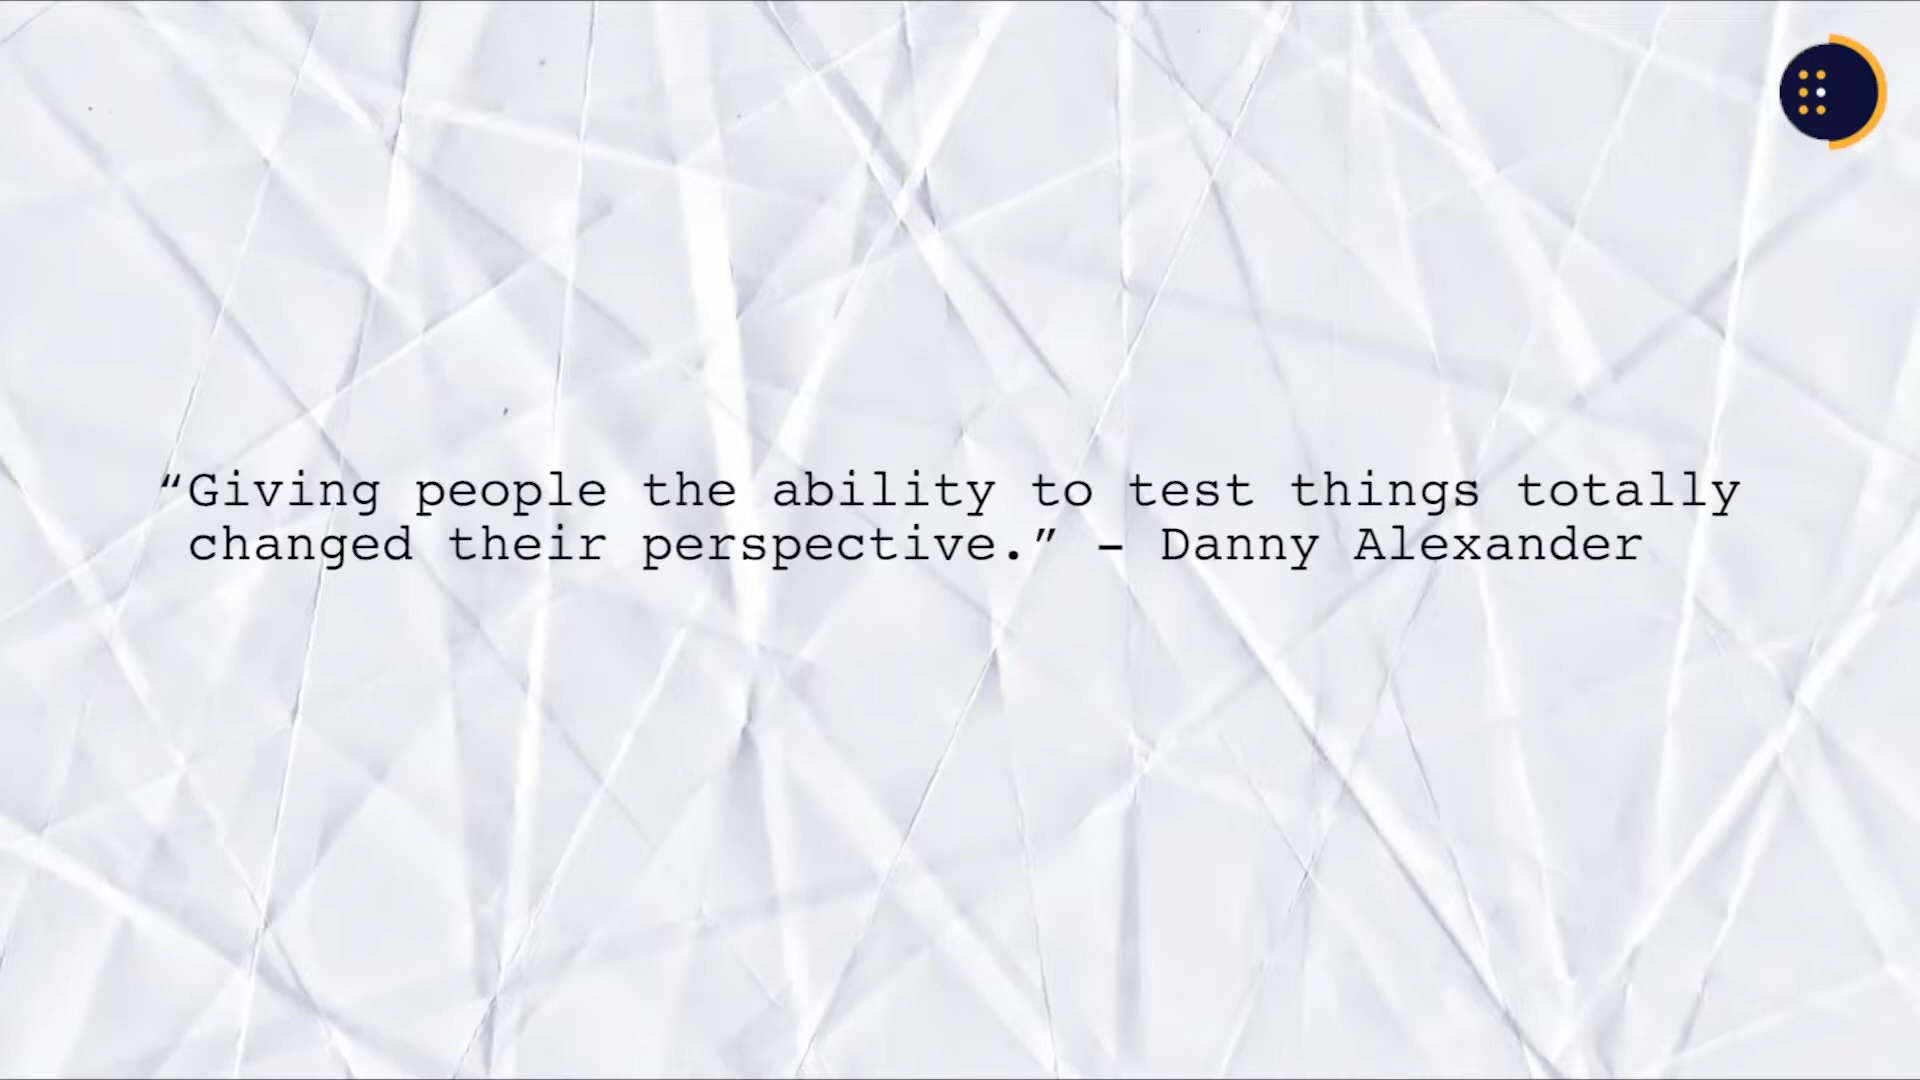 “Giving people the ability to test things totally
changed their perspective.” – Danny Alexander